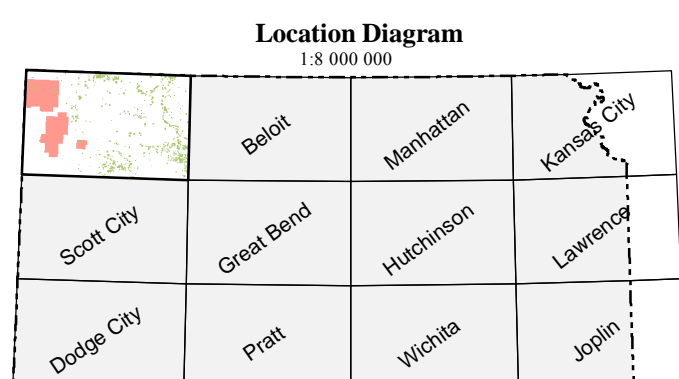 Location Diagram
1:8 000 000
Beloit
Manhattan
Kansas City
Scott City
Great Bend
Hutchinson
Lawrence
Dodge City
Pratt
Wichita
Joplin